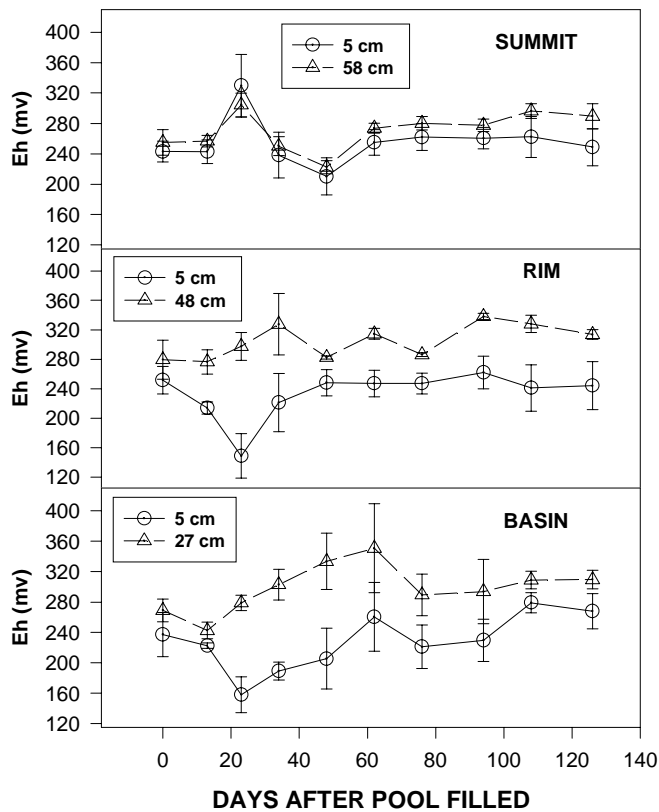 SUMMIT
5 cm
58 cm
400
360
320
280
240
200
160
120
Eh (mv)
RIM
5 cm
48 cm
400
360
320
280
240
200
160
120
Eh (mv)
BASIN
5 cm
27 cm
400
360
320
280
240
200
160
120
Eh (mv)
0 20 40 60 80 100 120 140
DAYS AFTER POOL FILLED